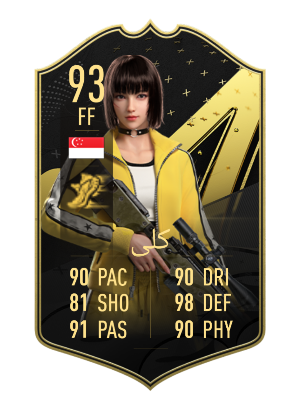 93
FF
کلی
90 PAC
90 DRI
81 SHO
98 DEF
91 PAS
90 PHY